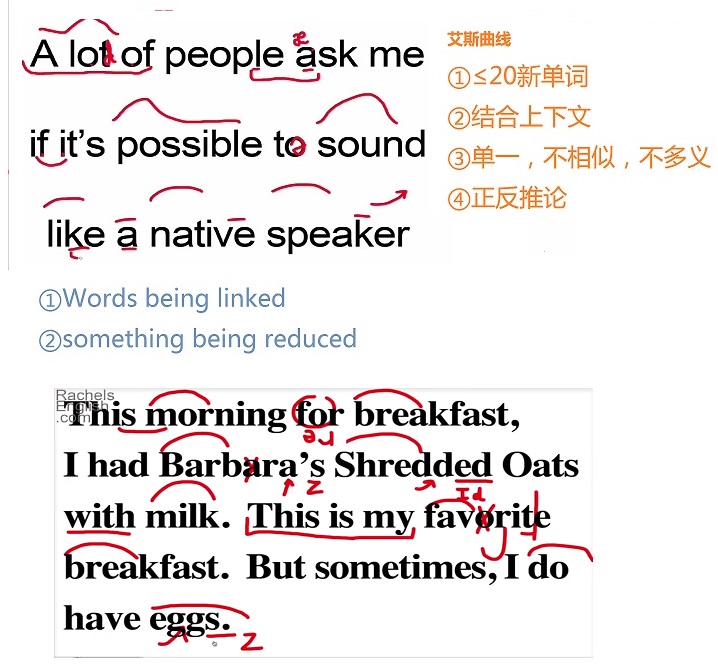 A lot of people ask me
if it's possible to sound
like a native speaker
艾斯曲线
①≤20新单词
②结合上下文
③单一，不相似，不多义
④正反推论
①Words being linked
②something being reduced
Rachels
English
.com
This morning for breakfast,
I had Barbara's Shredded Oats
z
Id
with milk. This is my favorite
breakfast. But sometimes, I do
have eggs.
z